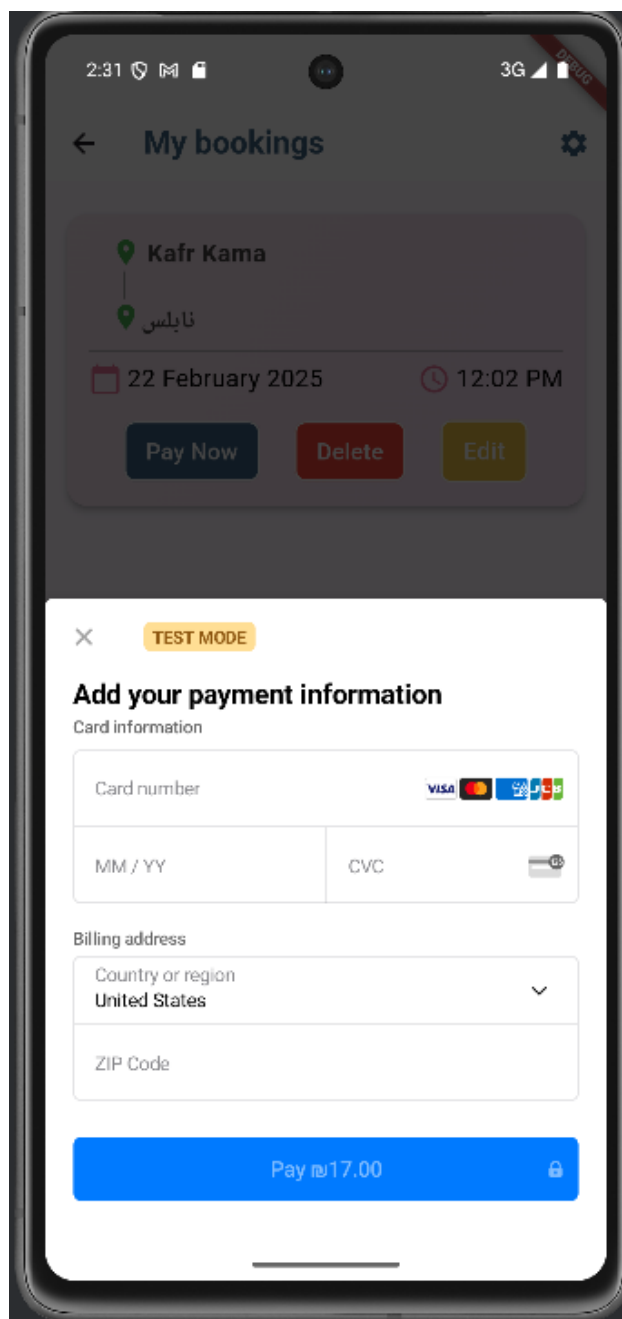 2:31 3G
DEBUG
My bookings
Kafr Kama
نابلس
22 February 2025 12:02 PM
Pay Now Delete Edit
TEST MODE
Add your payment information
Card information
Card number VISA
MM / YY CVC
Billing address
Country or region
United States
ZIP Code
Pay ₪17.00